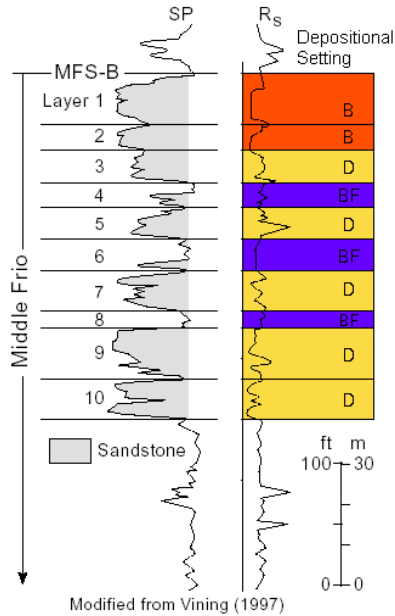 SP
R_S
Depositional
Setting
MFS-B
Layer 1
B
2
B
3
D
4
BF
5
D
6
BF
7
D
8
BF
9
D
10
D
Middle Frio
Sandstone
ft m
100 30
0 0
Modified from Vining (1997)